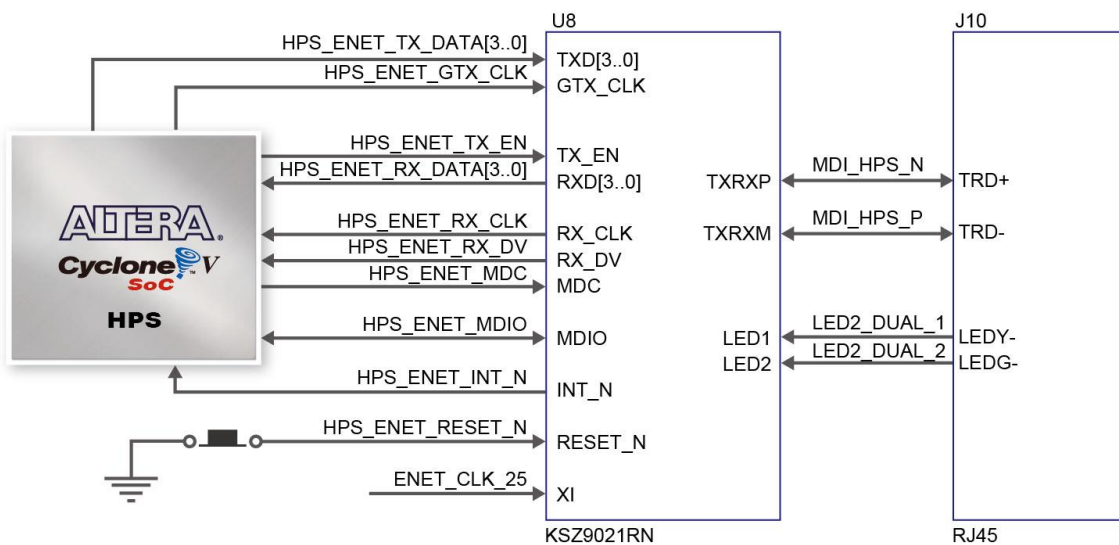 U8
J10
HPS_ENET_TX_DATA[3..0]
TXD[3..0]
HPS_ENET_GTX_CLK
GTX_CLK
HPS_ENET_TX_EN
TX_EN
HPS_ENET_RX_DATA[3..0]
RXD[3..0]
TXRXP
MDI_HPS_N
TRD+
HPS_ENET_RX_CLK
RX_CLK
TXRXM
MDI_HPS_P
TRD-
HPS_ENET_RX_DV
RX_DV
HPS_ENET_MDC
MDC
ALTERA.
Cyclone V
SoC
HPS
HPS_ENET_MDIO
MDIO
LED1
LED2_DUAL_1
LEDY-
LED2
LED2_DUAL_2
LEDG-
HPS_ENET_INT_N
INT_N
HPS_ENET_RESET_N
RESET_N
ENET_CLK_25
XI
KSZ9021RN
RJ45